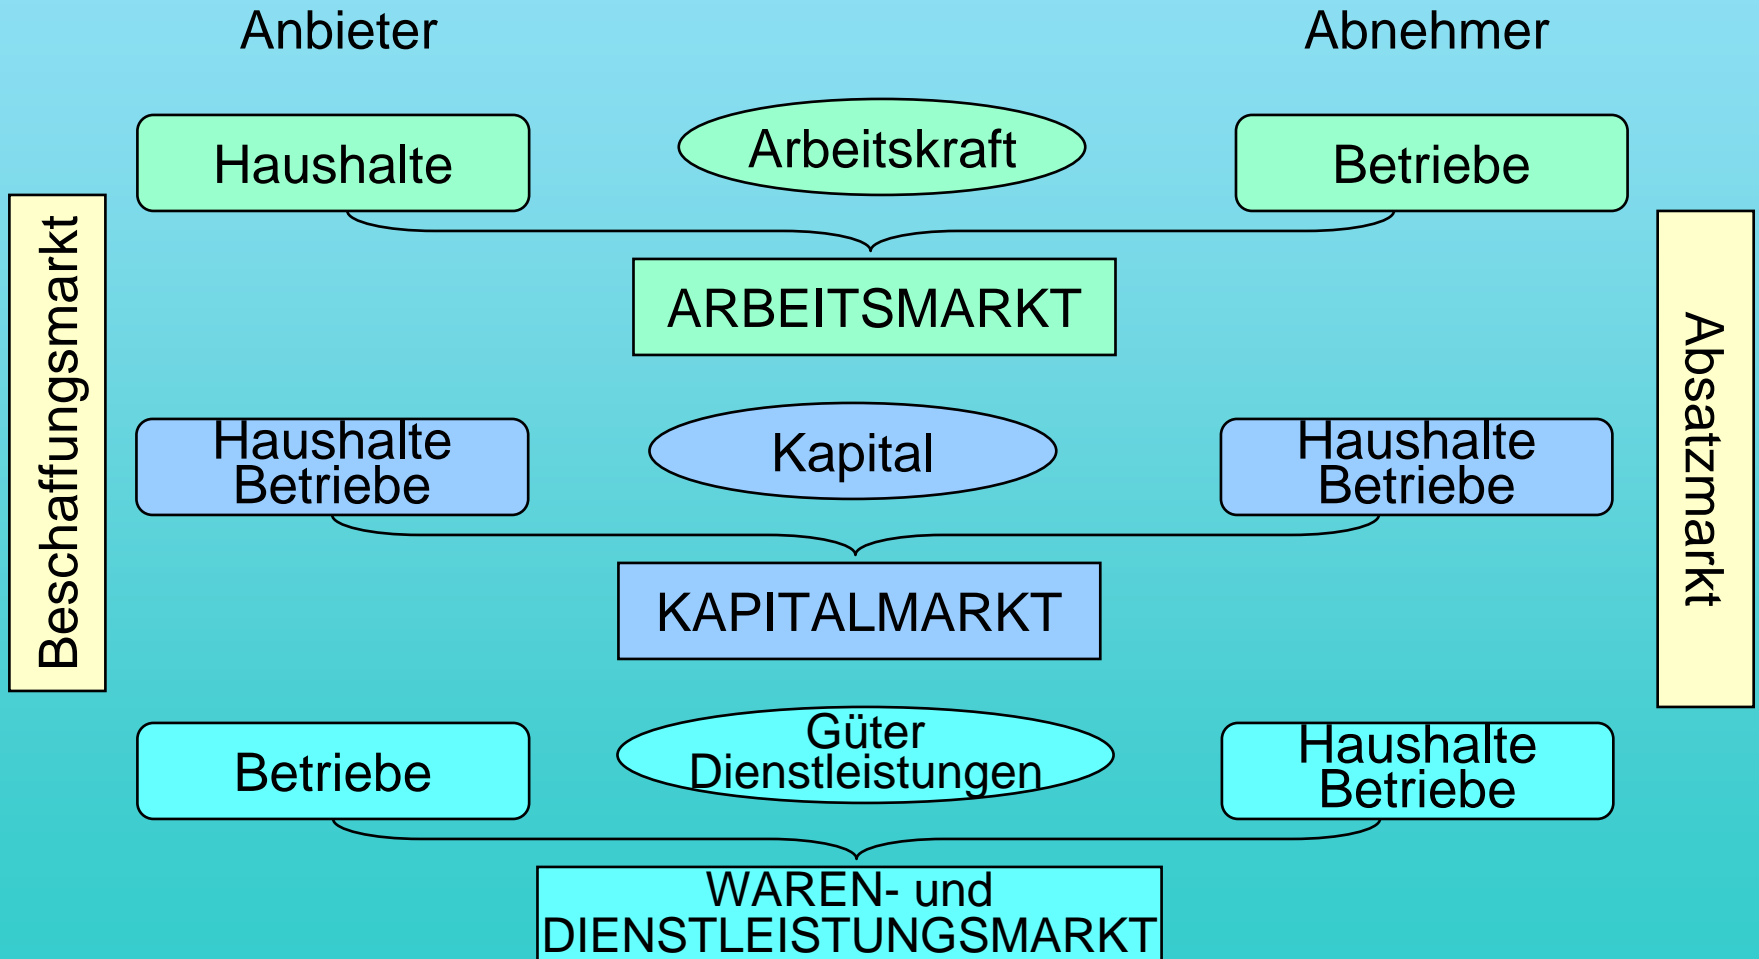 Anbieter
Abnehmer
Haushalte
Arbeitskraft
Betriebe
ARBEITSMARKT
Beschaffungsmarkt
Absatzmarkt
Haushalte
Betriebe
Kapital
Haushalte
Betriebe
KAPITALMARKT
Betriebe
Güter
Dienstleistungen
Haushalte
Betriebe
WAREN- und
DIENSTLEISTUNGSMARKT